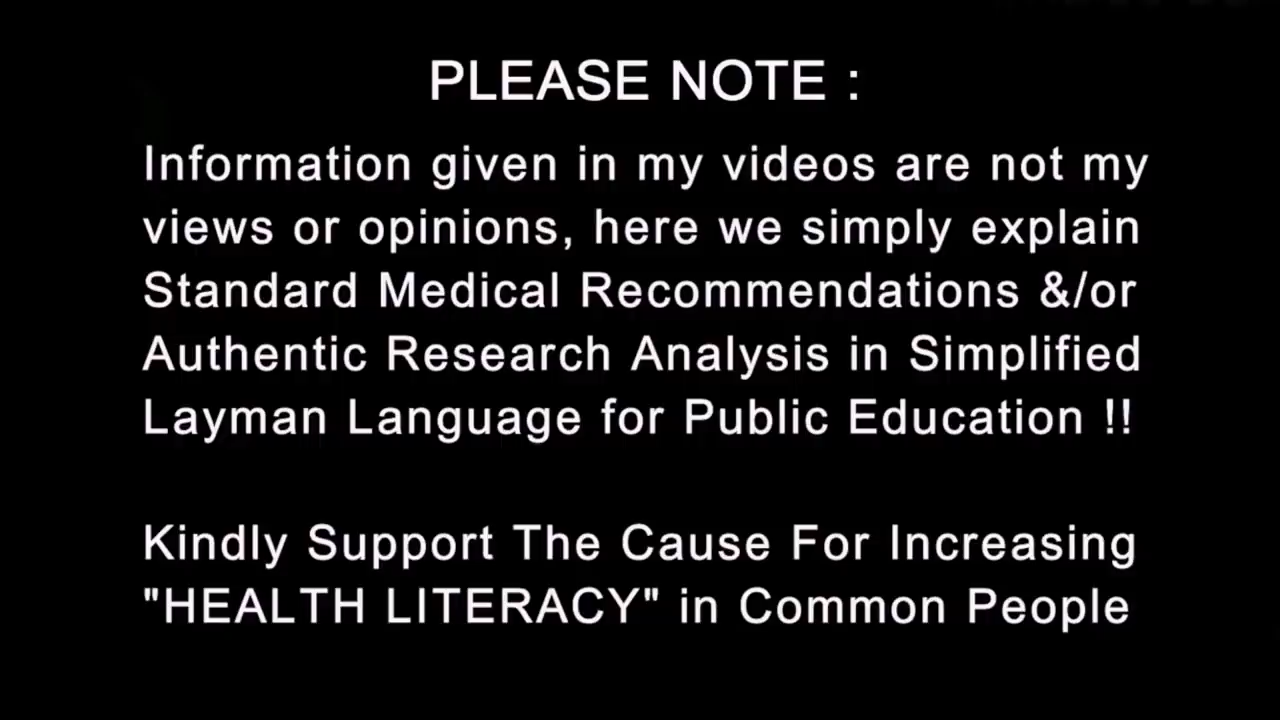 PLEASE NOTE :
Information given in my videos are not my
views or opinions, here we simply explain
Standard Medical Recommendations &/or
Authentic Research Analysis in Simplified
Layman Language for Public Education !!
Kindly Support The Cause For Increasing
"HEALTH LITERACY" in Common People